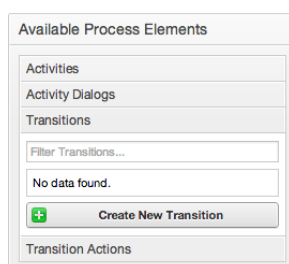 Available Process Elements
Activities
Activity Dialogs
Transitions
Filter Transitions...
No data found.
Create New Transition
Transition Actions